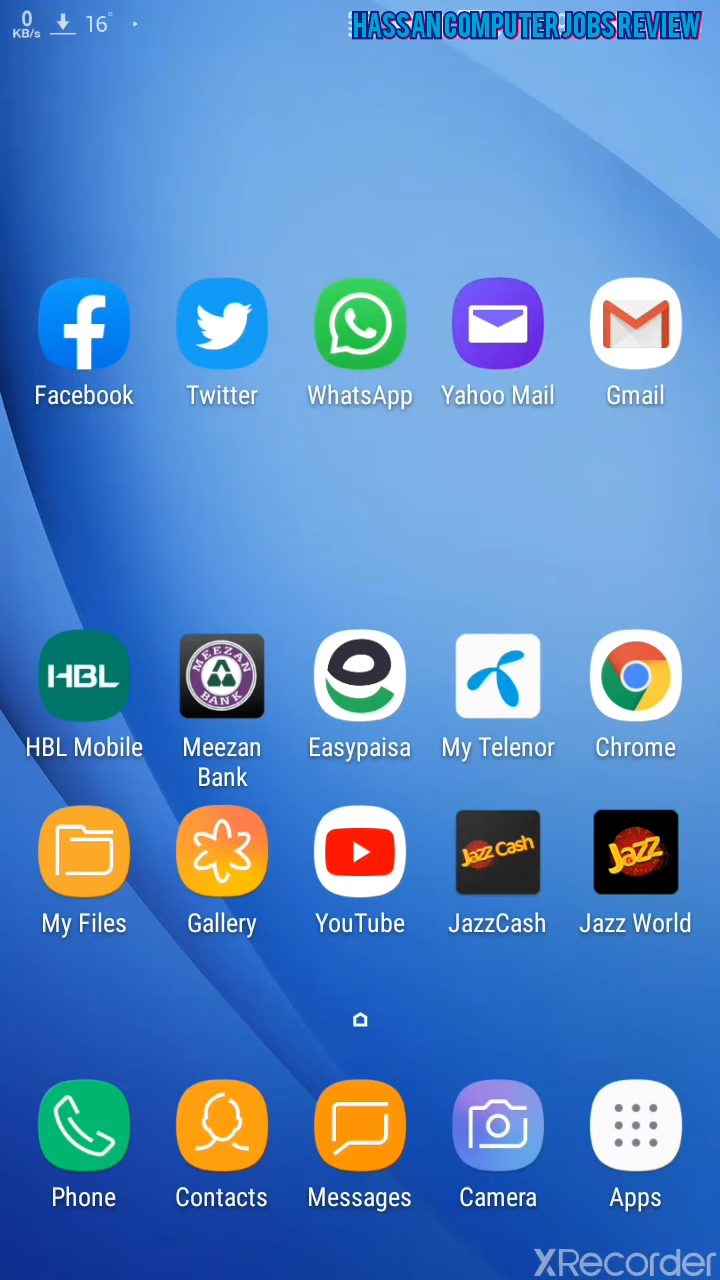 0
KB/s
16°
HASSAN COMPUTER JOBS REVIEW
Facebook
Twitter
WhatsApp
Yahoo Mail
Gmail
HBL
MEEZAN
BANK
HBL Mobile
Meezan
Bank
Easypaisa
My Telenor
Chrome
Jazz Cash
Jazz
My Files
Gallery
YouTube
JazzCash
Jazz World
Phone
Contacts
Messages
Camera
Apps
XRecorder